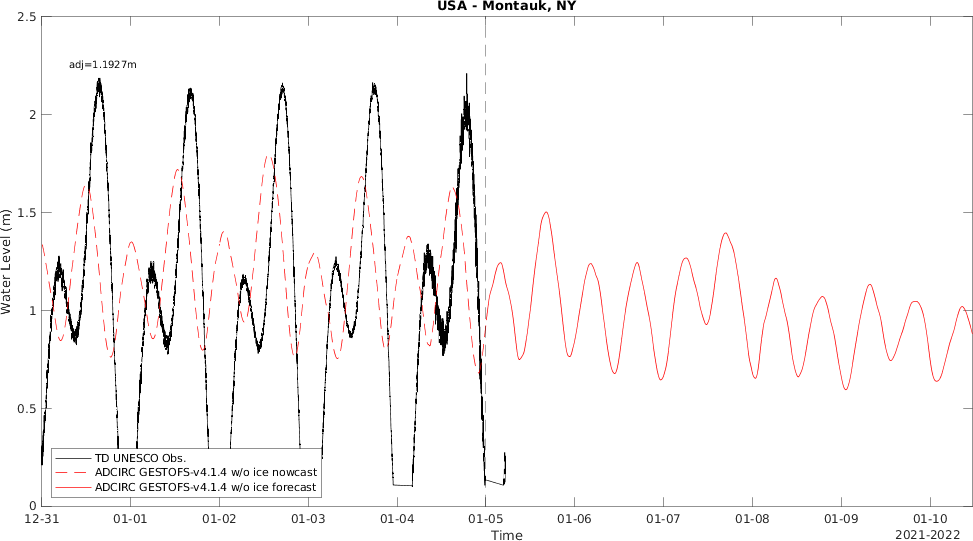 USA - Montauk, NY
adj=1.1927m
Water Level (m)
2.5
2
1.5
1
0.5
0
TD UNESCO Obs.
ADCIRC GESTOFS-v4.1.4 w/o ice nowcast
ADCIRC GESTOFS-v4.1.4 w/o ice forecast
12-31 01-01 01-02 01-03 01-04 01-05 01-06 01-07 01-08 01-09 01-10
Time
2021-2022